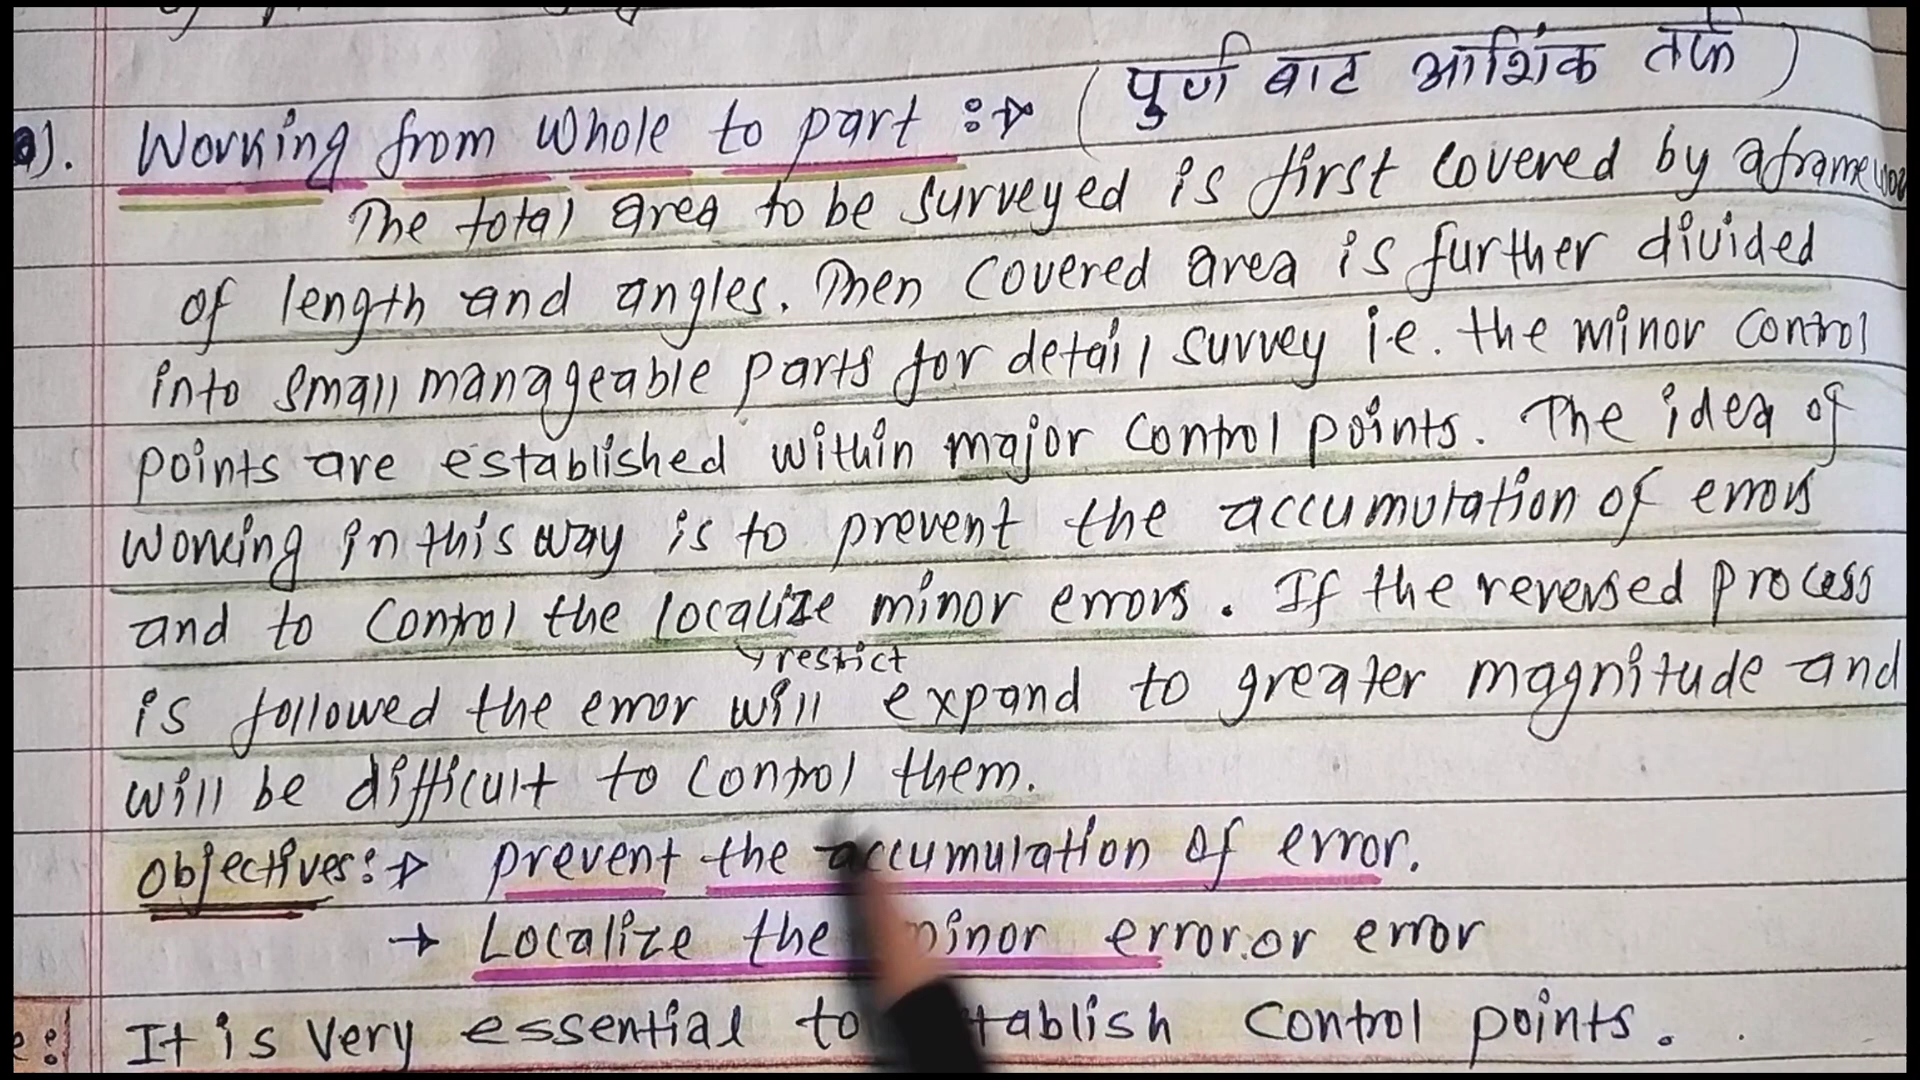 a). Working from whole to part :→ (पुर्ण बाट आशिंक तर्फ)
The total area to be surveyed is first covered by a
of length and angles. Then covered area is further divided
into small manageable parts for detail survey i.e. the minor control
points are established within major control points. The idea of
working in this way is to prevent the accumulation of errors
and to control the localize minor errors. If the reversed process
→ restrict
is followed the error will expand to greater magnitude and
will be difficult to control them.
objectives:→ prevent the accumulation of error.
→ Localize the minor error.or error
It is very essential to control points.